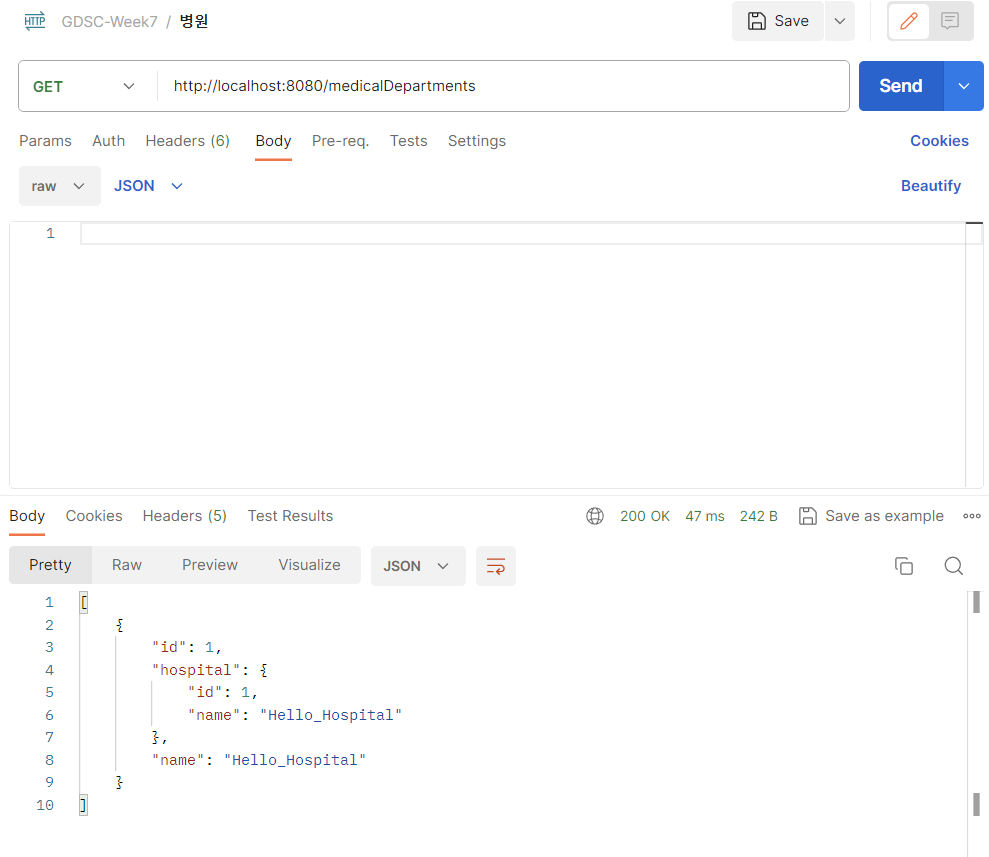 HTTP GDSC-Week7 / 병원 Save
GET http://localhost:8080/medicalDepartments Send
Params Auth Headers (6) Body Pre-req. Tests Settings Cookies
raw JSON Beautify
1
Body Cookies Headers (5) Test Results 200 OK 47 ms 242 B Save as example
Pretty Raw Preview Visualize JSON
1 [
2 {
3 "id": 1,
4 "hospital": {
5 "id": 1,
6 "name": "Hello_Hospital"
7 },
8 "name": "Hello_Hospital"
9 }
10 ]